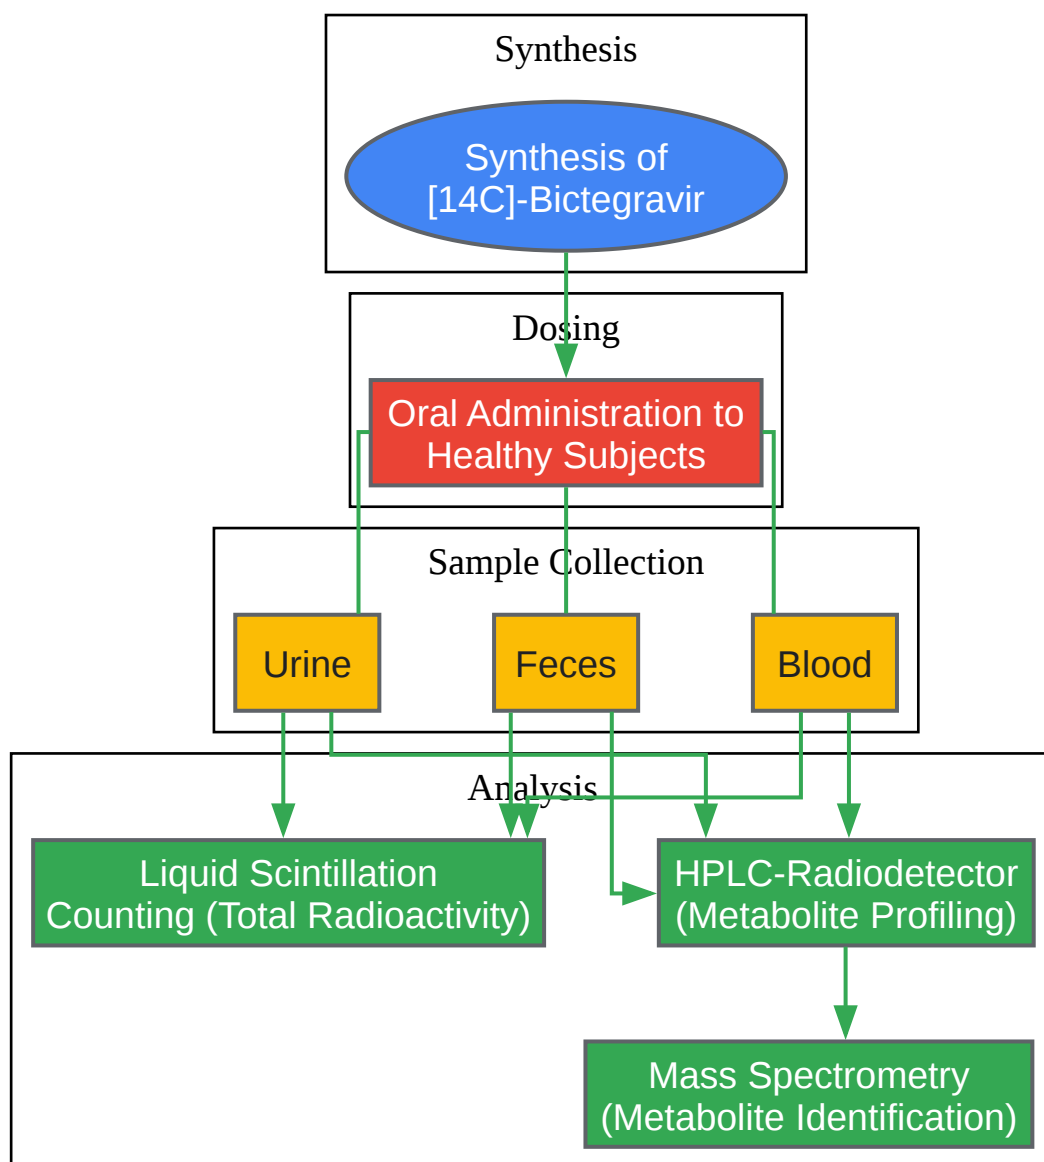 Synthesis
Synthesis of
[14C]-Bictegravir
Dosing
Oral Administration to
Healthy Subjects
Sample Collection
Urine
Feces
Blood
Analysis
Liquid Scintillation
Counting (Total Radioactivity)
HPLC-Radiodetector
(Metabolite Profiling)
Mass Spectrometry
(Metabolite Identification)